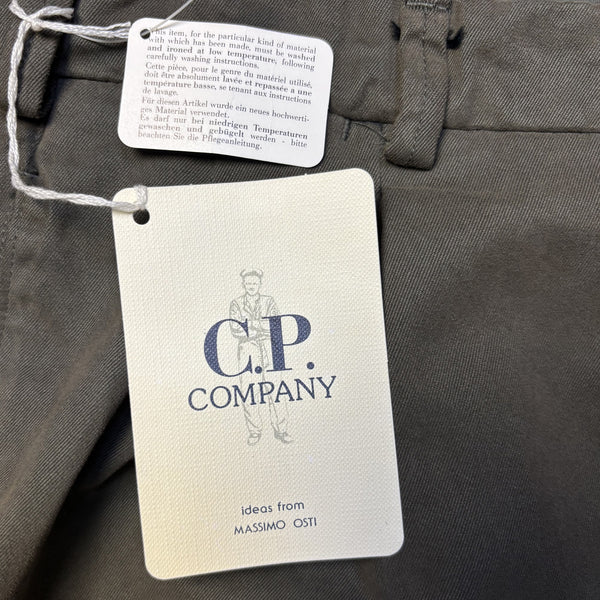 This item, for the particular kind of material
with which has been made, must be washed
and ironed at low temperature, following
carefully washing instructions.
Cette pièce, pour le genre du matériel utilisé,
doit être absolument lavée et repassée a une
température basse, se tenant aux instructions
de lavage.
Für diesen Artikel wurde ein neues hochwerti-
ges Material verwendet.
Es darf nur bei niedrigen Temperaturen
gewaschen und gebügelt werden - bitte
beachten Sie die Pflegeanleitung.
C.P.
COMPANY
ideas from
MASSIMO OSTI